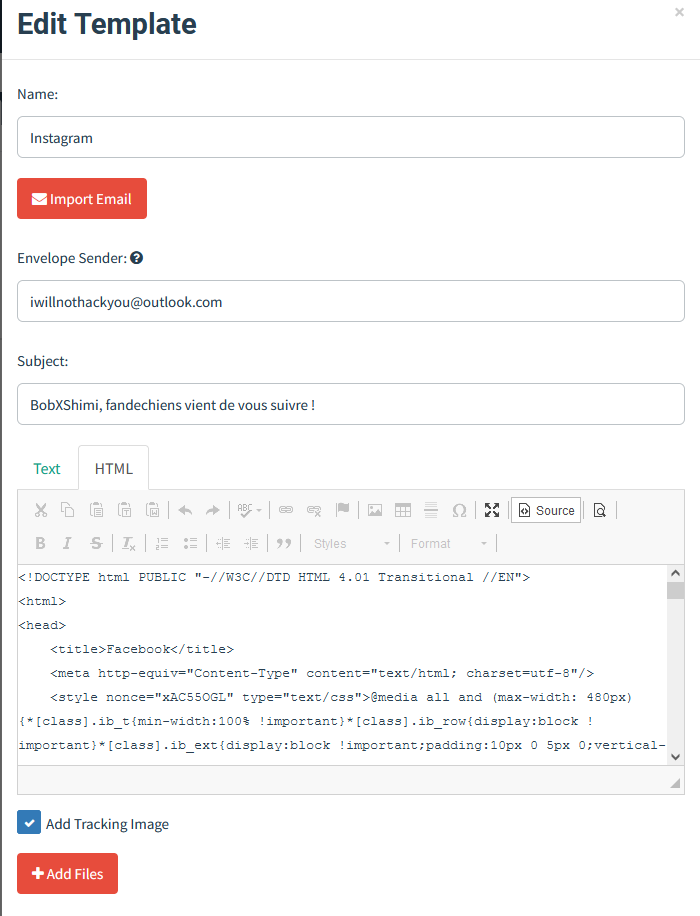 Edit Template
×
Name:
Instagram
Import Email
Envelope Sender:
iwillnothackyou@outlook.com
Subject:
BobXShimi, fandechiens vient de vous suivre !
Text HTML
ABC Ω Source
B I S Tx Styles Format
<!DOCTYPE html PUBLIC "-//W3C//DTD HTML 4.01 Transitional //EN">
<html>
<head>
<title>Facebook</title>
<meta http-equiv="Content-Type" content="text/html; charset=utf-8"/>
<style nonce="xAC55OGL" type="text/css">@media all and (max-width: 480px)
{*[class].ib_t{min-width:100% !important}*[class].ib_row{display:block !
important}*[class].ib_ext{display:block !important;padding:10px 0 5px 0;vertical-
Add Tracking Image
Add Files